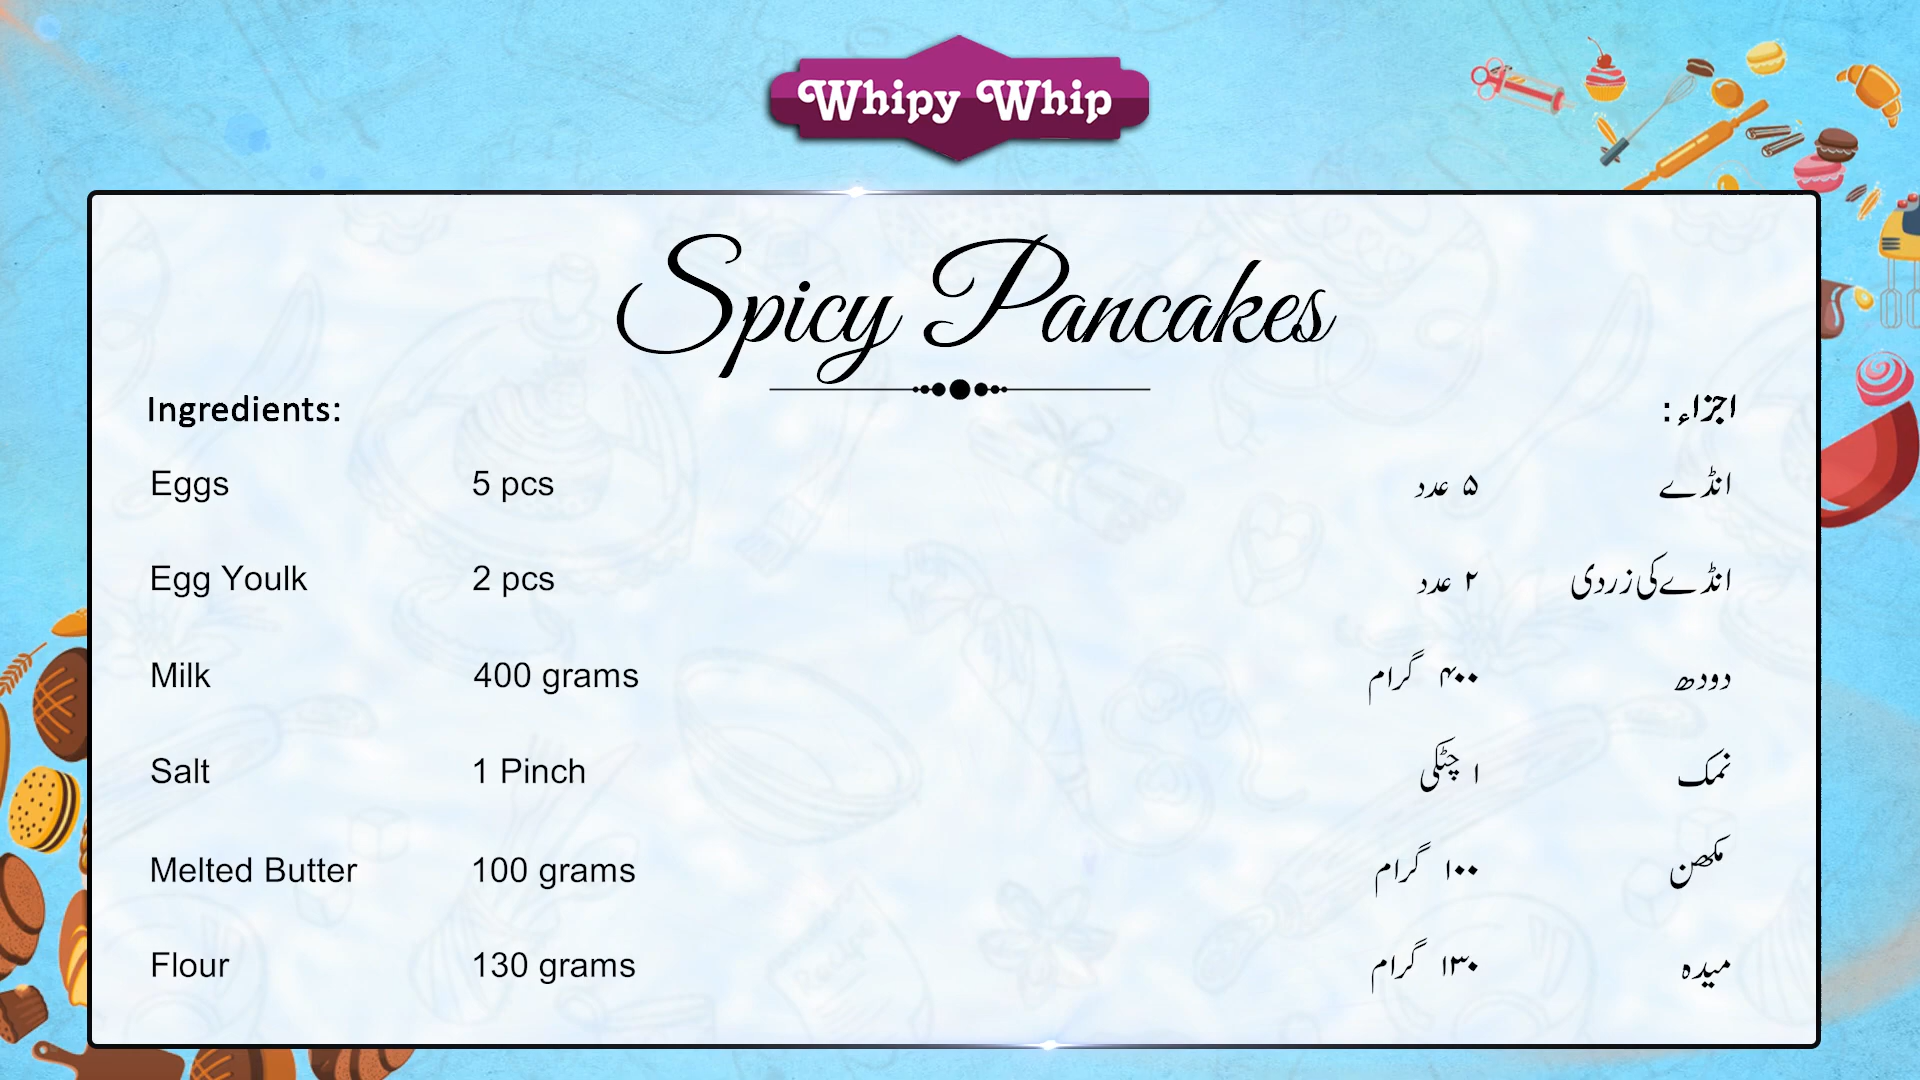 Whipy Whip
Spicy Pancakes
Ingredients: اجزاء:
Eggs 5 pcs ۵ عدد انڈے
Egg Youlk 2 pcs ۲ عدد انڈے کی زردی
Milk 400 grams ۴۰۰ گرام دودھ
Salt 1 Pinch ۱ چٹکی نمک
Melted Butter 100 grams ۱۰۰ گرام مکھن
Flour 130 grams ۱۳۰ گرام میدہ